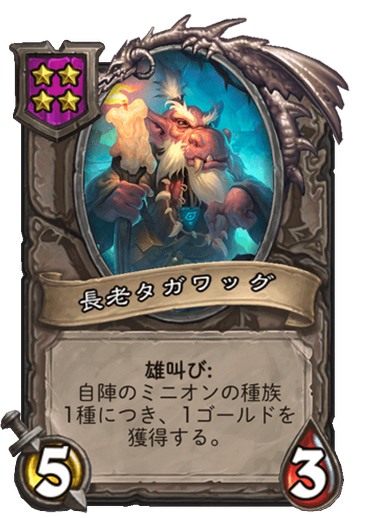 長老タガワッグ
雄叫び:
自陣のミニオンの種族
1種につき、1ゴールドを
獲得する。
5
3